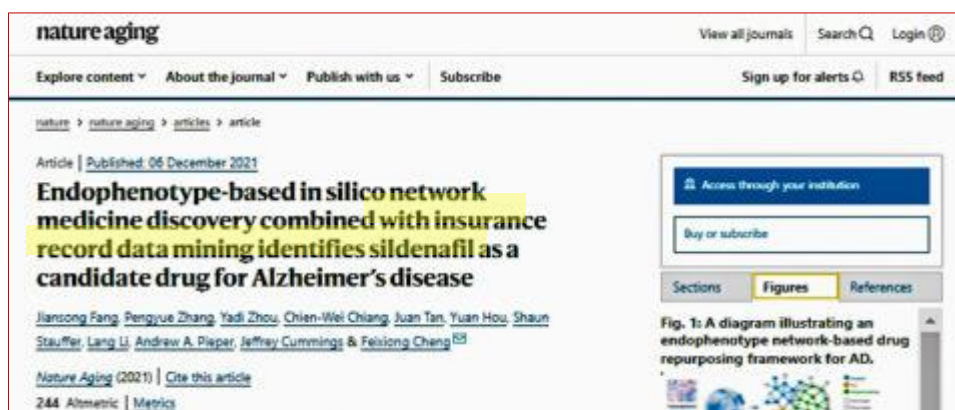 nature aging
View all journals Search Login
Explore content About the journal Publish with us Subscribe
Sign up for alerts RSS feed
nature > nature aging > articles > article
Article | Published: 06 December 2021
Endophenotype-based in silico network
medicine discovery combined with insurance
record data mining identifies sildenafil as a
candidate drug for Alzheimer's disease
Jiansong Fang, Pengyue Zhang, Yadi Zhou, Chien-Wei Chiang, Juan Tan, Yuan Hou, Shaun
Stauffer, Lang Li, Andrew A. Pieper, Jeffrey Cummings & Feixiong Cheng
Nature Aging (2021) | Cite this article
244 Altmetric | Metrics
Access through your institution
Buy or subscribe
Sections Figures References
Fig. 1: A diagram illustrating an
endophenotype network-based drug
repurposing framework for AD.